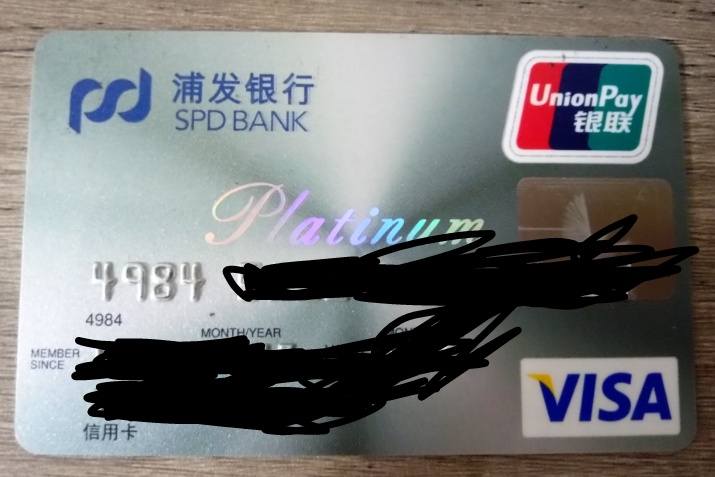 浦发银行
SPD BANK
UnionPay
银联
Platinum
4984
4984
MONTH/YEAR
MEMBER
SINCE
VISA
信用卡